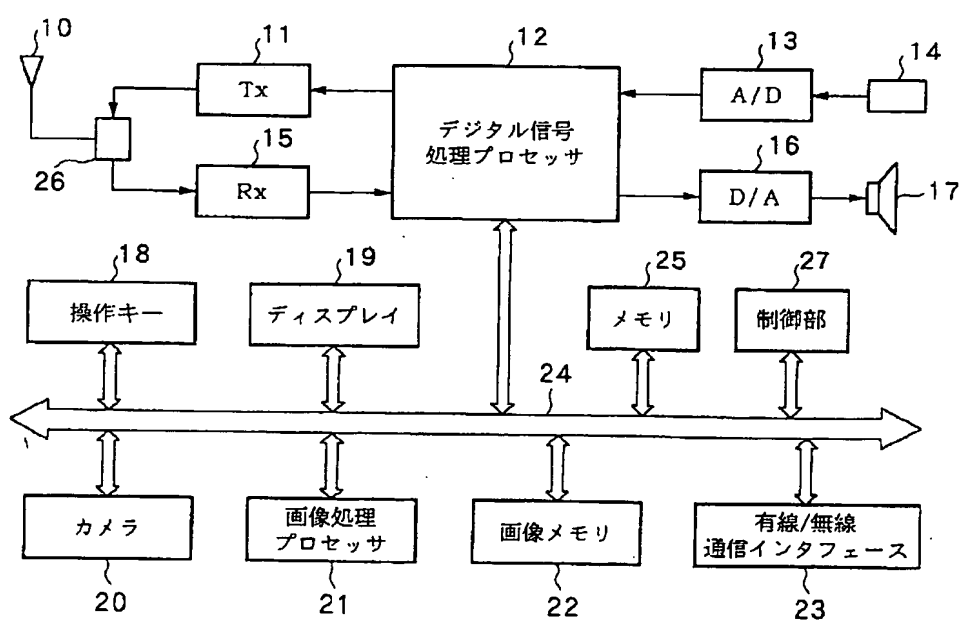 10
11
12
13
14
Tx
A/D
デジタル信号
処理プロセッサ
26
15
16
Rx
D/A
17
18
19
25
27
操作キー
ディスプレイ
メモリ
制御部
24
カメラ
画像処理
プロセッサ
画像メモリ
有線/無線
通信インタフェース
20
21
22
23